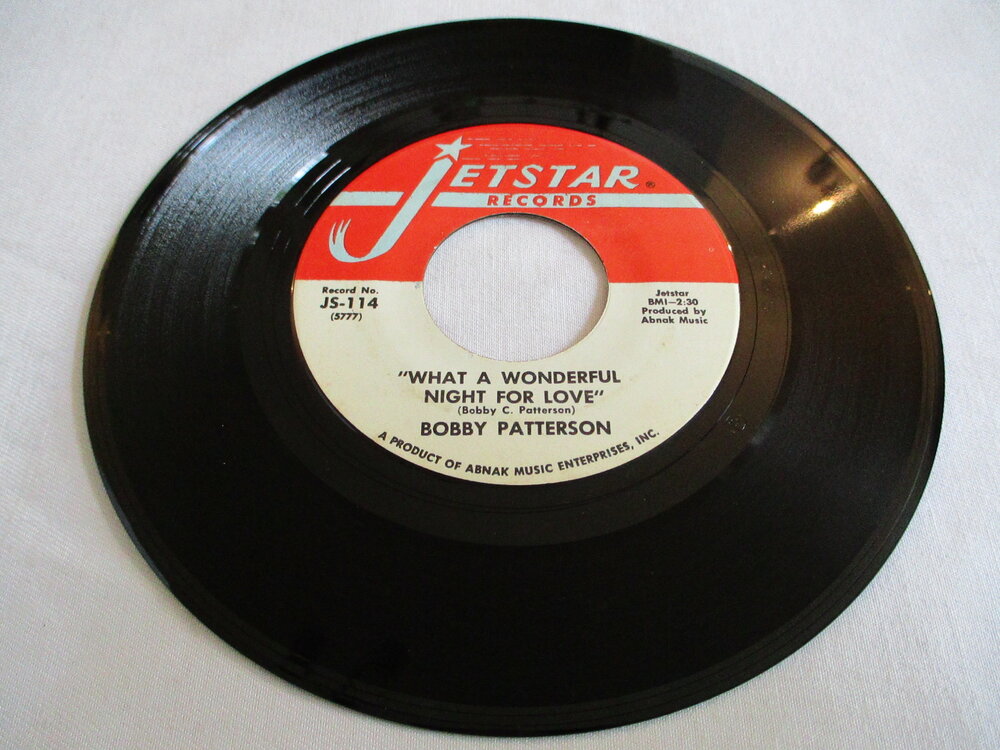 JETSTAR®
RECORDS
Record No.
JS-114
(5777)
Jetstar
BMI—2:30
Produced by
Abnak Music
"WHAT A WONDERFUL
NIGHT FOR LOVE"
(Bobby C. Patterson)
BOBBY PATTERSON
A PRODUCT OF ABNAK MUSIC ENTERPRISES, INC.